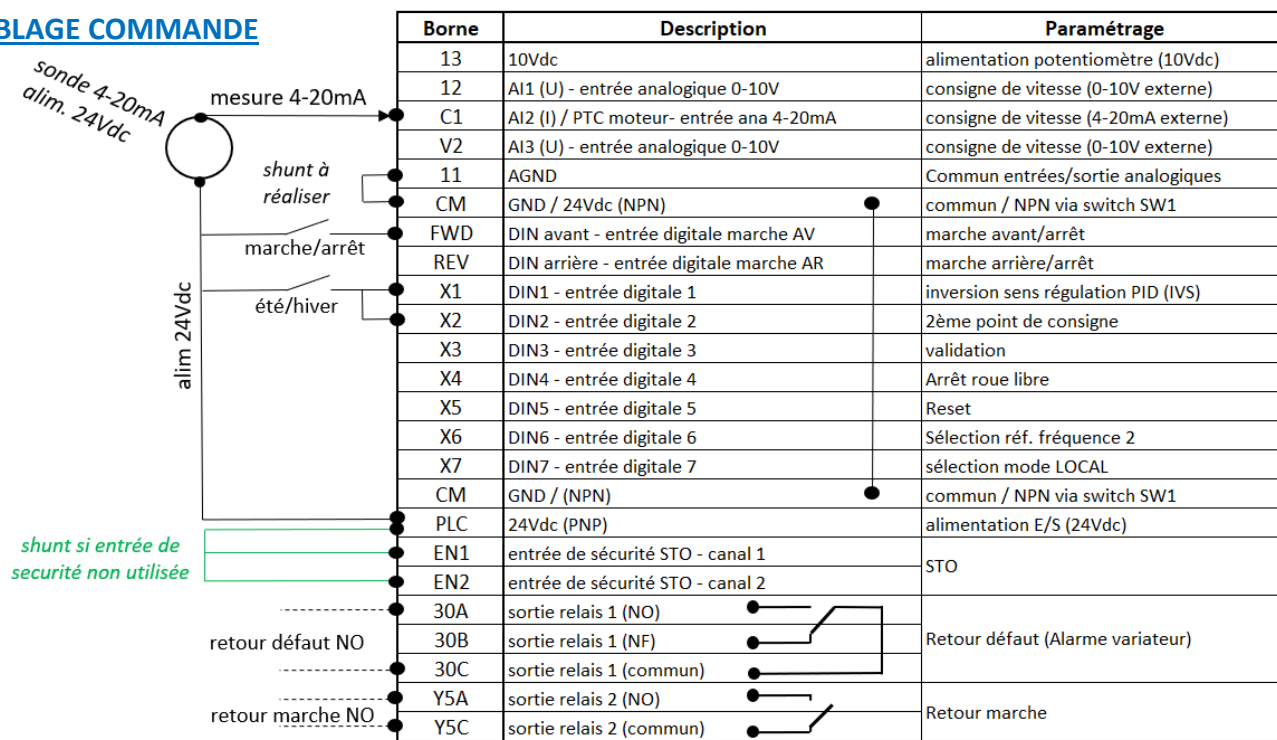 BLAGE COMMANDE
sonde 4-20mA
alim. 24Vdc
mesure 4-20mA
shunt à
réaliser
marche/arrêt
été/hiver
alim 24Vdc
shunt si entrée de
securité non utilisée
retour défaut NO
retour marche NO
Borne Description Paramétrage
13 10Vdc alimentation potentiomètre (10Vdc)
12 AI1 (U) - entrée analogique 0-10V consigne de vitesse (0-10V externe)
C1 AI2 (I) / PTC moteur- entrée ana 4-20mA consigne de vitesse (4-20mA externe)
V2 AI3 (U) - entrée analogique 0-10V consigne de vitesse (0-10V externe)
11 AGND Commun entrées/sortie analogiques
CM GND / 24Vdc (NPN) commun / NPN via switch SW1
FWD DIN avant - entrée digitale marche AV marche avant/arrêt
REV DIN arrière - entrée digitale marche AR marche arrière/arrêt
X1 DIN1 - entrée digitale 1 inversion sens régulation PID (IVS)
X2 DIN2 - entrée digitale 2 2ème point de consigne
X3 DIN3 - entrée digitale 3 validation
X4 DIN4 - entrée digitale 4 Arrêt roue libre
X5 DIN5 - entrée digitale 5 Reset
X6 DIN6 - entrée digitale 6 Sélection réf. fréquence 2
X7 DIN7 - entrée digitale 7 sélection mode LOCAL
CM GND / (NPN) commun / NPN via switch SW1
PLC 24Vdc (PNP) alimentation E/S (24Vdc)
EN1 entrée de sécurité STO - canal 1
STO
EN2 entrée de sécurité STO - canal 2
30A sortie relais 1 (NO)
30B sortie relais 1 (NF) Retour défaut (Alarme variateur)
30C sortie relais 1 (commun)
Y5A sortie relais 2 (NO)
Retour marche
Y5C sortie relais 2 (commun)